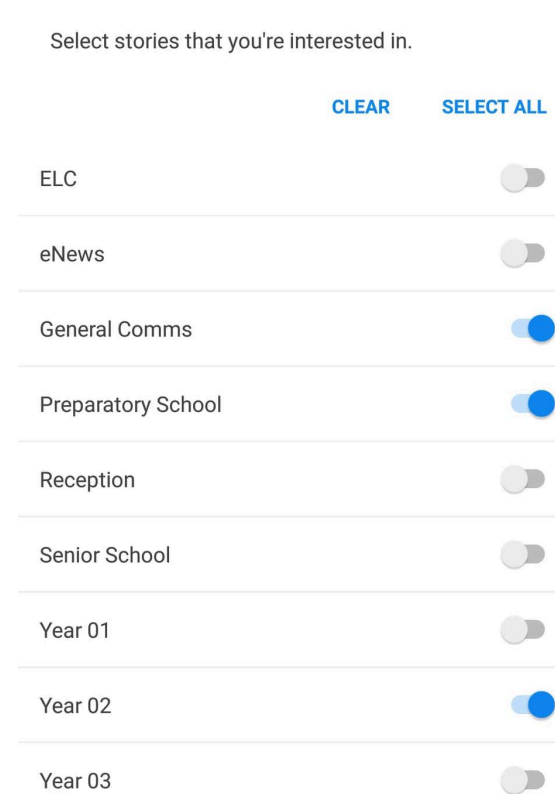 Select stories that you're interested in.
CLEAR SELECT ALL
ELC
eNews
General Comms
Preparatory School
Reception
Senior School
Year 01
Year 02
Year 03